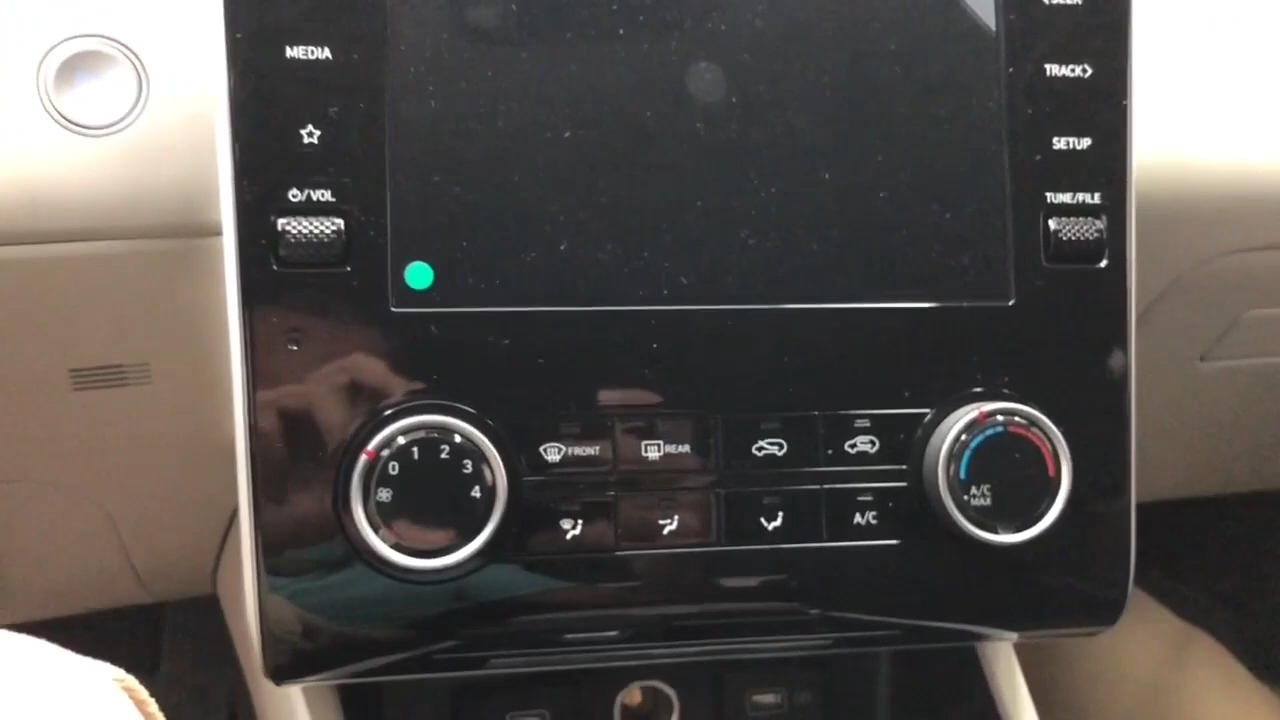 MEDIA
TRACK>
SETUP
/VOL
TUNE/FILE
0 1 2 3 4
FRONT
REAR
A/C
A/C
MAX